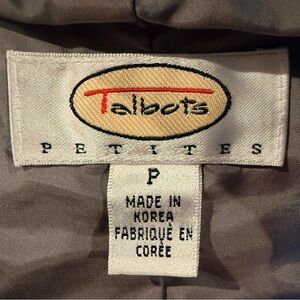 Talbots
PETITES
P
MADE IN
KOREA
FABRIQUÉ EN
CORÉE